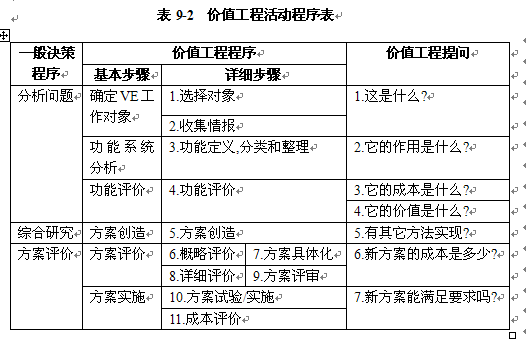 表 9-2 价值工程活动程序表
一般决策 价值工程程序 价值工程提问
程序 基本步骤 详细步骤
分析问题 确定VE工 1.选择对象 1.这是什么?
作对象 2.收集情报
功能系统 3.功能定义,分类和整理 2.它的作用是什么?
分析
功能评价 4.功能评价 3.它的成本是什么?
4.它的价值是什么?
综合研究 方案创造 5.方案创造 5.有其它方法实现?
方案评价 方案评价 6.概略评价 7.方案具体化 6.新方案的成本是多少?
8.详细评价 9.方案评审
方案实施 10.方案试验/实施 7.新方案能满足要求吗?
11.成本评价